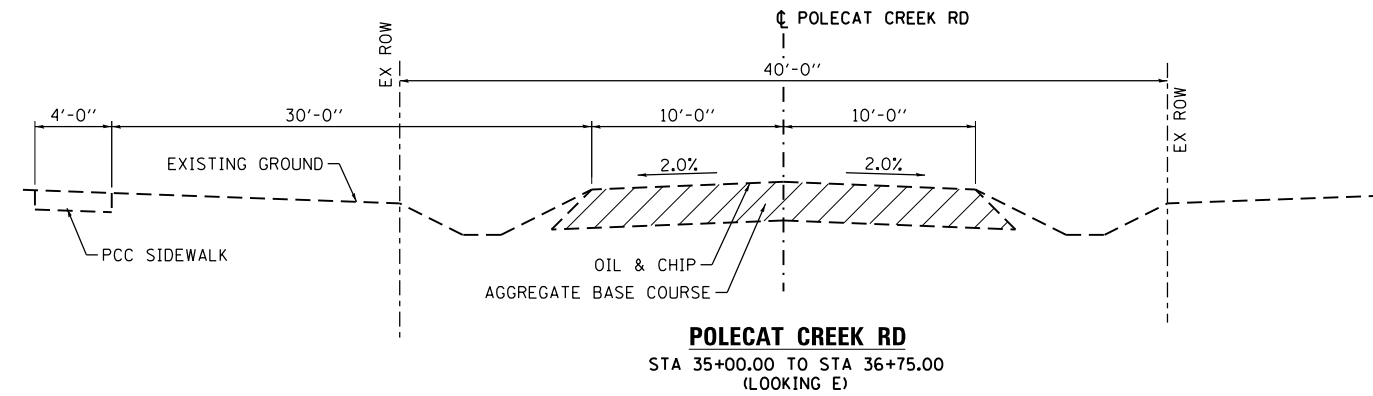 ℄ POLECAT CREEK RD
EX ROW
40'-0"
EX ROW
4'-0"
30'-0"
10'-0"
10'-0"
EXISTING GROUND
2.0%
2.0%
PCC SIDEWALK
OIL & CHIP
AGGREGATE BASE COURSE
POLECAT CREEK RD
STA 35+00.00 TO STA 36+75.00
(LOOKING E)